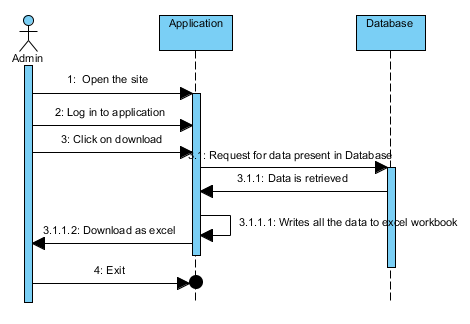 Application
Database
Admin
1: Open the site
2: Log in to application
3: Click on download
3.1: Request for data present in Database
3.1.1: Data is retrieved
3.1.1.1: Writes all the data to excel workbook
3.1.1.2: Download as excel
4: Exit